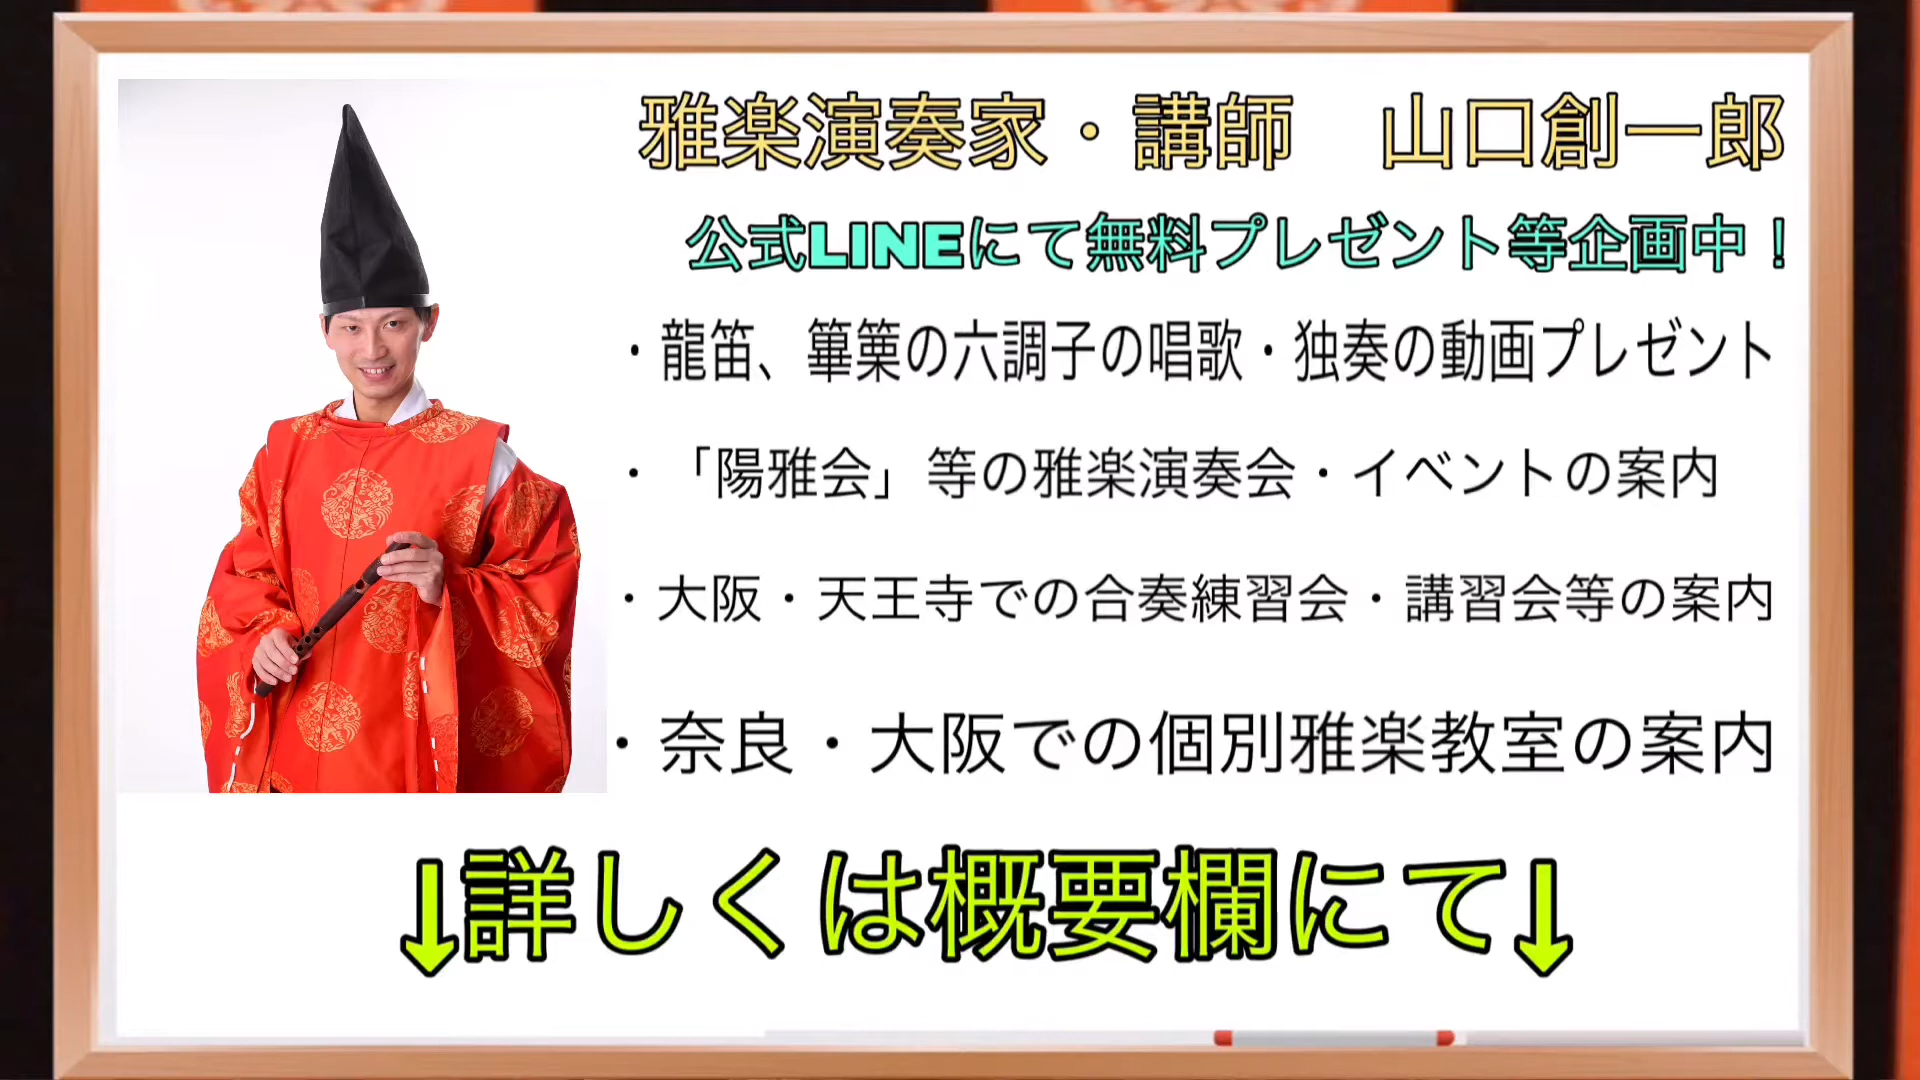 雅楽演奏家・講師　山口創一郎
公式LINEにて無料プレゼント等企画中！
・龍笛、篳篥の六調子の唱歌・独奏の動画プレゼント
・「陽雅会」等の雅楽演奏会・イベントの案内
・大阪・天王寺での合奏練習会・講習会等の案内
・奈良・大阪での個別雅楽教室の案内
↓詳しくは概要欄にて↓